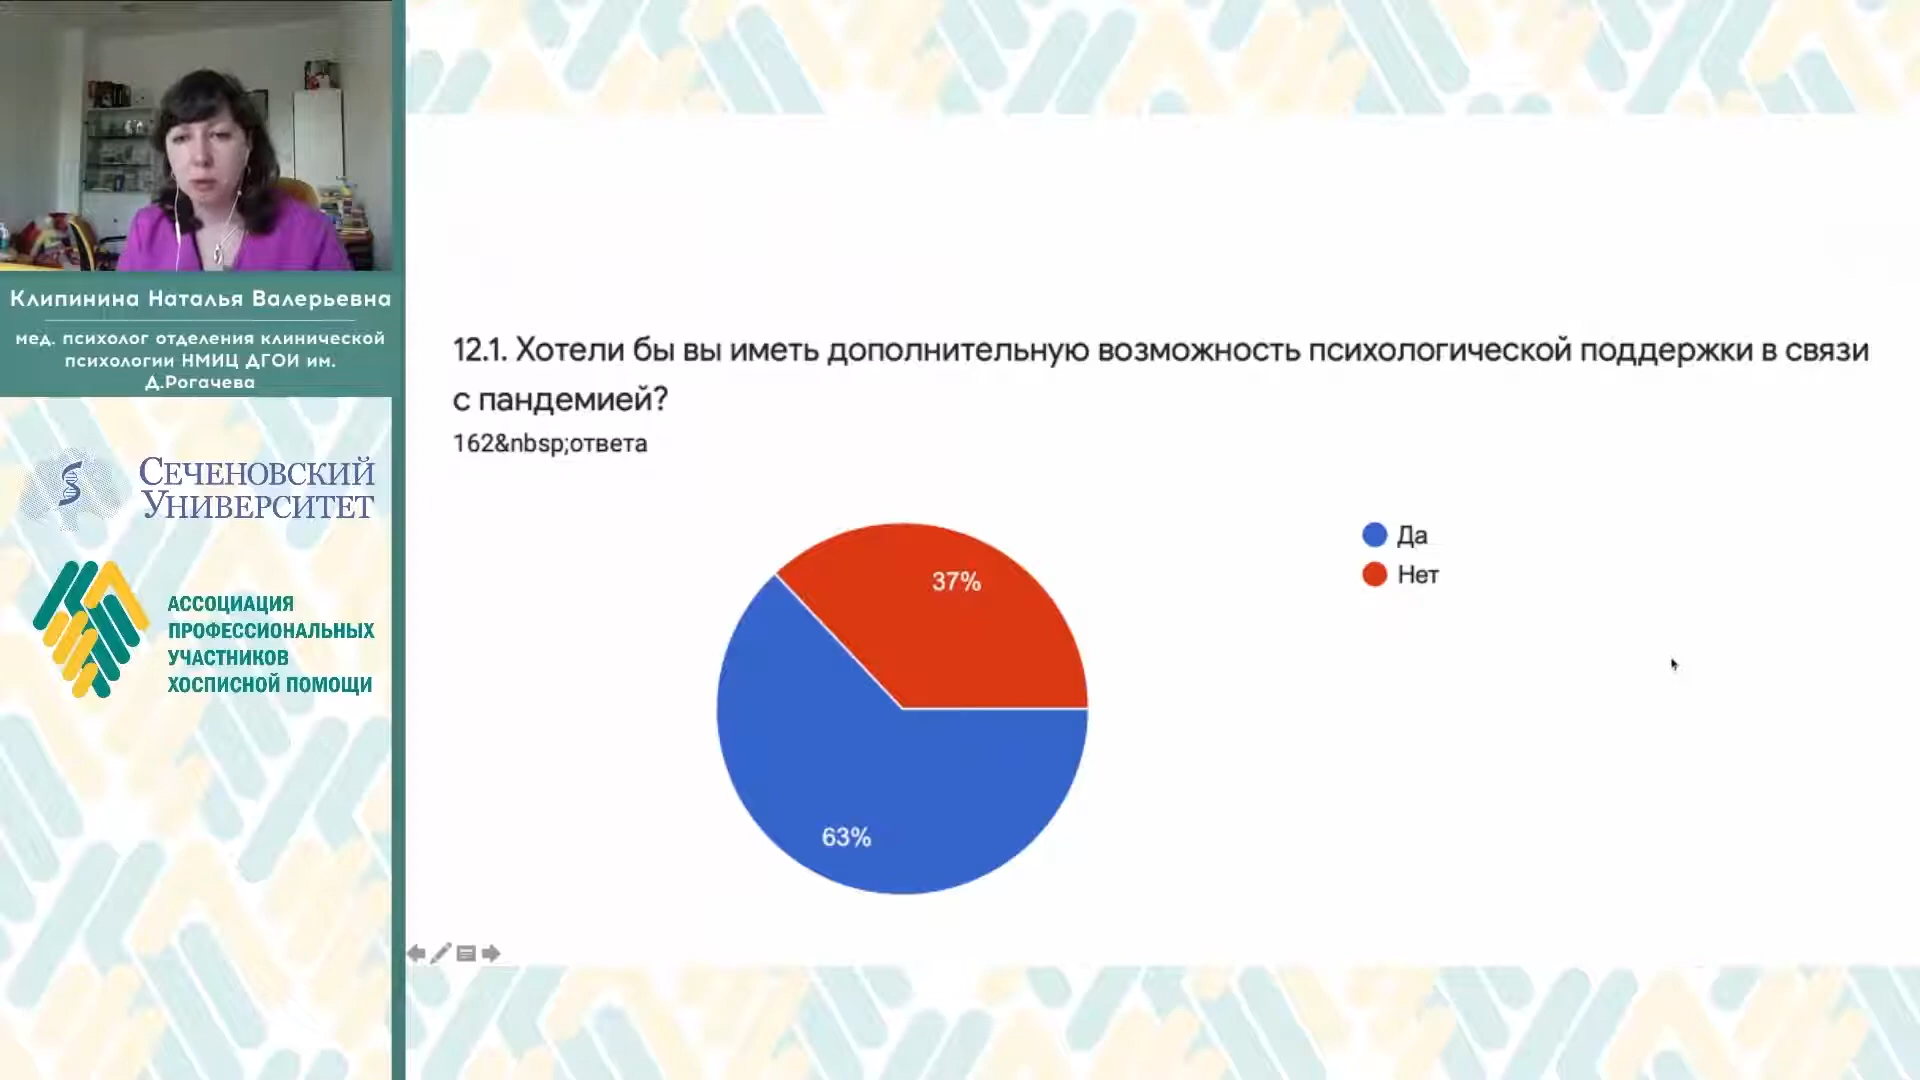 Клипинина Наталья Валерьевна
мед. психолог отделения клинической
психологии НМИЦ ДГОИ им.
Д.Рогачева
СЕЧЕНОВСКИЙ
УНИВЕРСИТЕТ
АССОЦИАЦИЯ
ПРОФЕССИОНАЛЬНЫХ
УЧАСТНИКОВ
ХОСПИСНОЙ ПОМОЩИ
12.1. Хотели бы вы иметь дополнительную возможность психологической поддержки в связи
с пандемией?
162&nbsp;ответа
37%
63%
Да
Нет